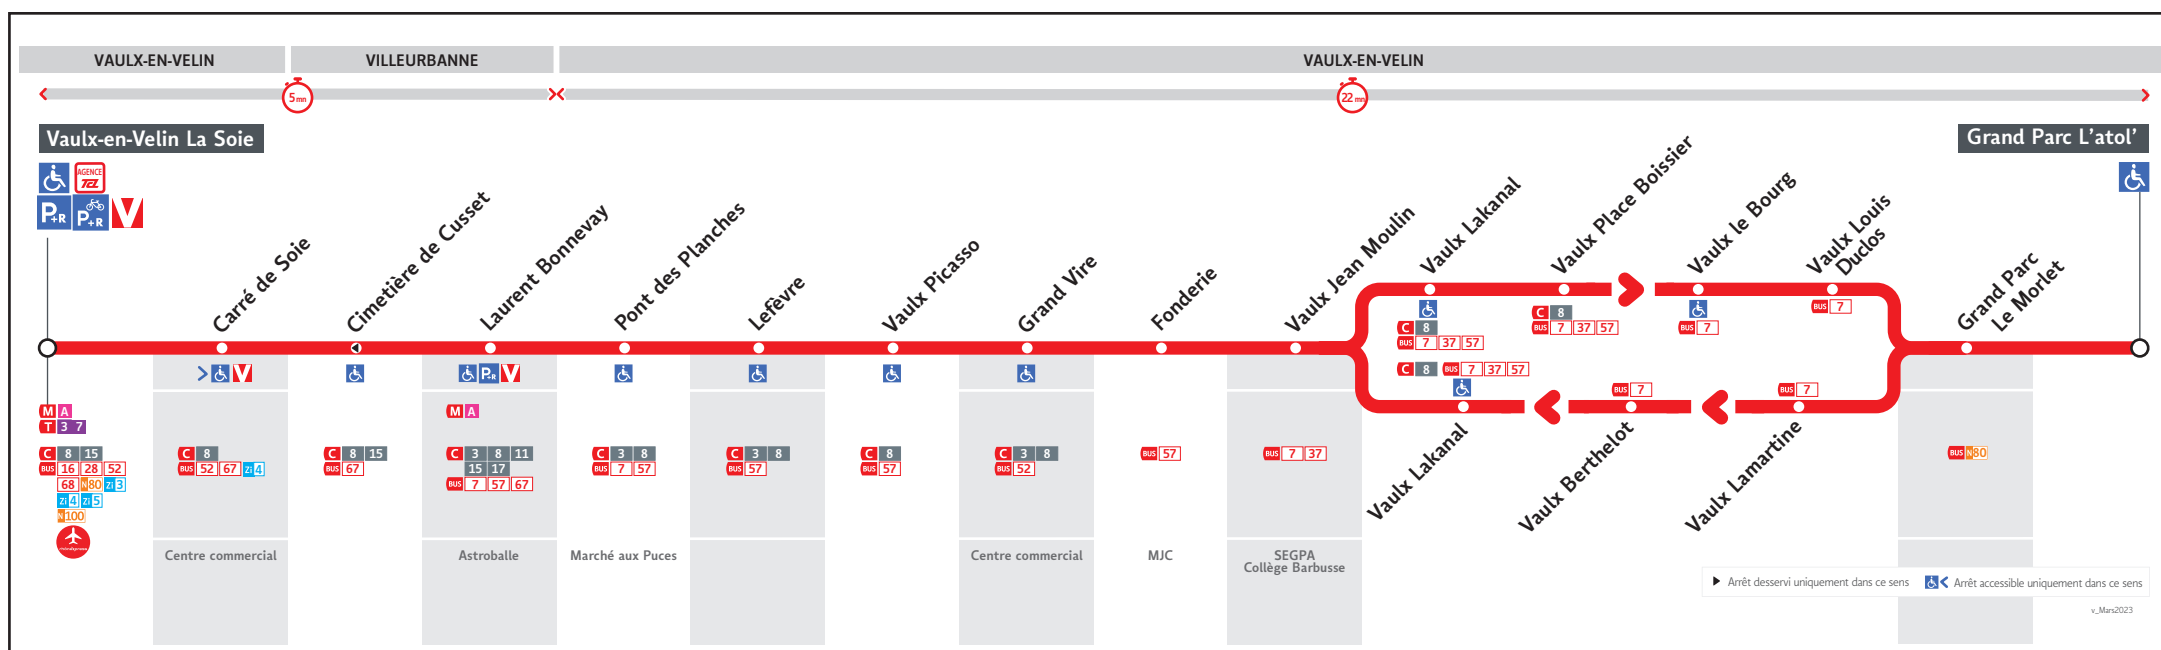 VAULX-EN-VELIN
VILLEURBANNE
VAULX-EN-VELIN
5 mn
22 mn
Vaulx-en-Velin La Soie
Grand Parc L'atol'
AGENCE
TCL
P+R
P+R
Carré de Soie
Cimetière de Cusset
Laurent Bonnevay
Pont des Planches
Lefèvre
Vaulx Picasso
Grand Vire
Fonderie
Vaulx Jean Moulin
Vaulx Lakanal
Vaulx Place Boissier
Vaulx le Bourg
Vaulx Louis
Duclos
Grand Parc
Le Morlet
C 8
BUS 7 37 57
C 8
BUS 7 37 57
BUS 7
BUS 7
C 8 BUS 7 37 57
BUS 7
BUS 7
Vaulx Lakanal
Vaulx Berthelot
Vaulx Lamartine
P+R
M A
T 3 7
C 8 15
BUS 16 28 52
68 N80 Zi 3
Zi 4 Zi 5
N100
C 8
BUS 52 67 Zi 4
C 8 15
BUS 67
M A
C 3 8 11
15 17
BUS 7 57 67
C 3 8
BUS 7 57
C 3 8
BUS 57
C 8
BUS 57
C 3 8
BUS 52
BUS 57
BUS 7 37
BUS N80
Centre commercial
Astroballe
Marché aux Puces
Centre commercial
MJC
SEGPA
Collège Barbusse
Arrêt desservi uniquement dans ce sens
Arrêt accessible uniquement dans ce sens
v_Mars2023